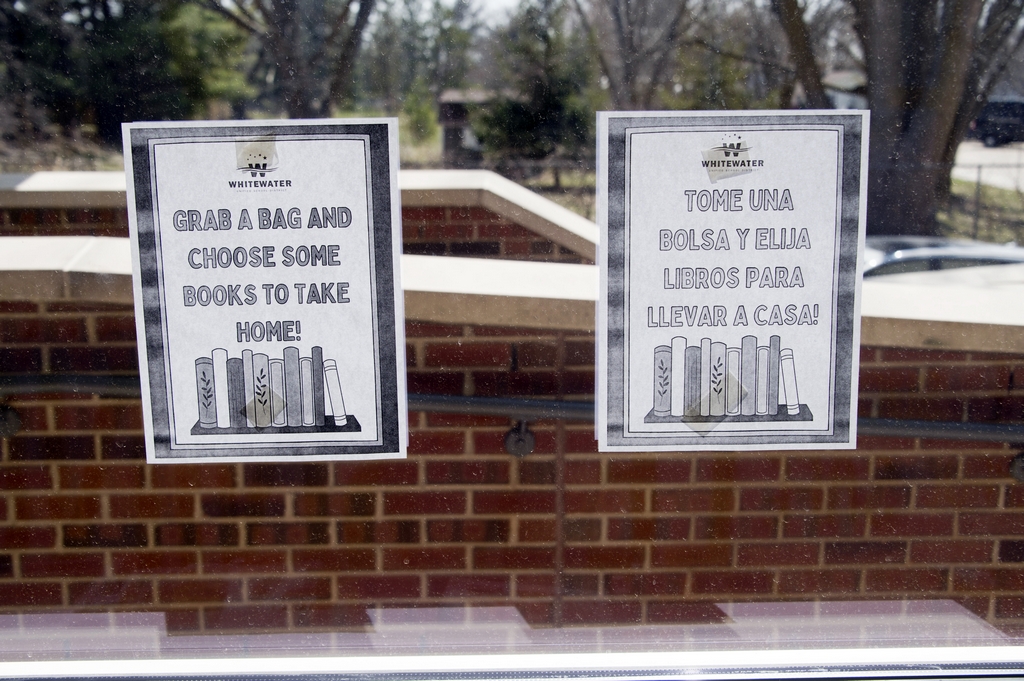 WHITEWATER
GRAB A BAG AND
CHOOSE SOME
BOOKS TO TAKE
HOME!
WHITEWATER
TOME UNA
BOLSA Y ELIJA
LIBROS PARA
LLEVAR A CASA!